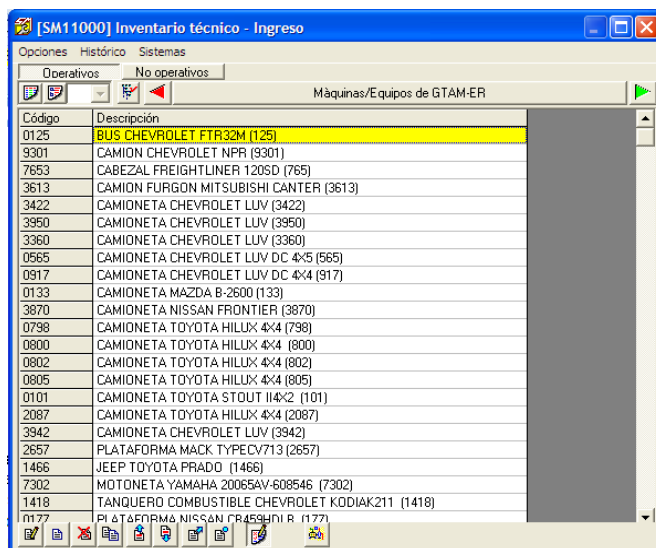 [SM11000] Inventario técnico - Ingreso
Opciones Histórico Sistemas
Operativos No operativos
Màquinas/Equipos de GTAM-ER
Código Descripción
0125 BUS CHEVROLET FTR32M (125)
9301 CAMION CHEVROLET NPR (9301)
7653 CABEZAL FREIGHTLINER 120SD (765)
3613 CAMION FURGON MITSUBISHI CANTER (3613)
3422 CAMIONETA CHEVROLET LUV (3422)
3950 CAMIONETA CHEVROLET LUV (3950)
3360 CAMIONETA CHEVROLET LUV (3360)
0565 CAMIONETA CHEVROLET LUV DC 4X5 (565)
0917 CAMIONETA CHEVROLET LUV DC 4X4 (917)
0133 CAMIONETA MAZDA B-2600 (133)
3870 CAMIONETA NISSAN FRONTIER (3870)
0798 CAMIONETA TOYOTA HILUX 4X4 (798)
0800 CAMIONETA TOYOTA HILUX 4X4 (800)
0802 CAMIONETA TOYOTA HILUX 4X4 (802)
0805 CAMIONETA TOYOTA HILUX 4X4 (805)
0101 CAMIONETA TOYOTA STOUT II4X2 (101)
2087 CAMIONETA TOYOTA HILUX 4X4 (2087)
3942 CAMIONETA CHEVROLET LUV (3942)
2657 PLATAFORMA MACK TYPECV713 (2657)
1466 JEEP TOYOTA PRADO (1466)
7302 MOTONETA YAMAHA 20065AV-608546 (7302)
1418 TANQUERO COMBUSTIBLE CHEVROLET KODIAK211 (1418)
0177 PLATAFORMA NISSAN CB459HDLB (177)